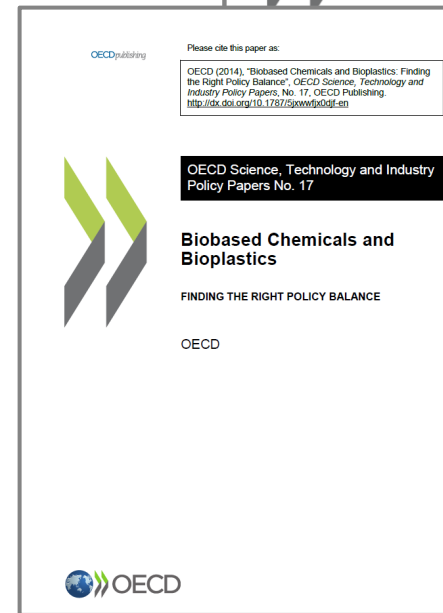 OECDpublishing
Please cite this paper as:
OECD (2014), “Biobased Chemicals and Bioplastics: Finding
the Right Policy Balance”, OECD Science, Technology and
Industry Policy Papers, No. 17, OECD Publishing.
http://dx.doi.org/10.1787/5jxwwfjx0djf-en
OECD Science, Technology and Industry
Policy Papers No. 17
Biobased Chemicals and
Bioplastics
FINDING THE RIGHT POLICY BALANCE
OECD
OECD